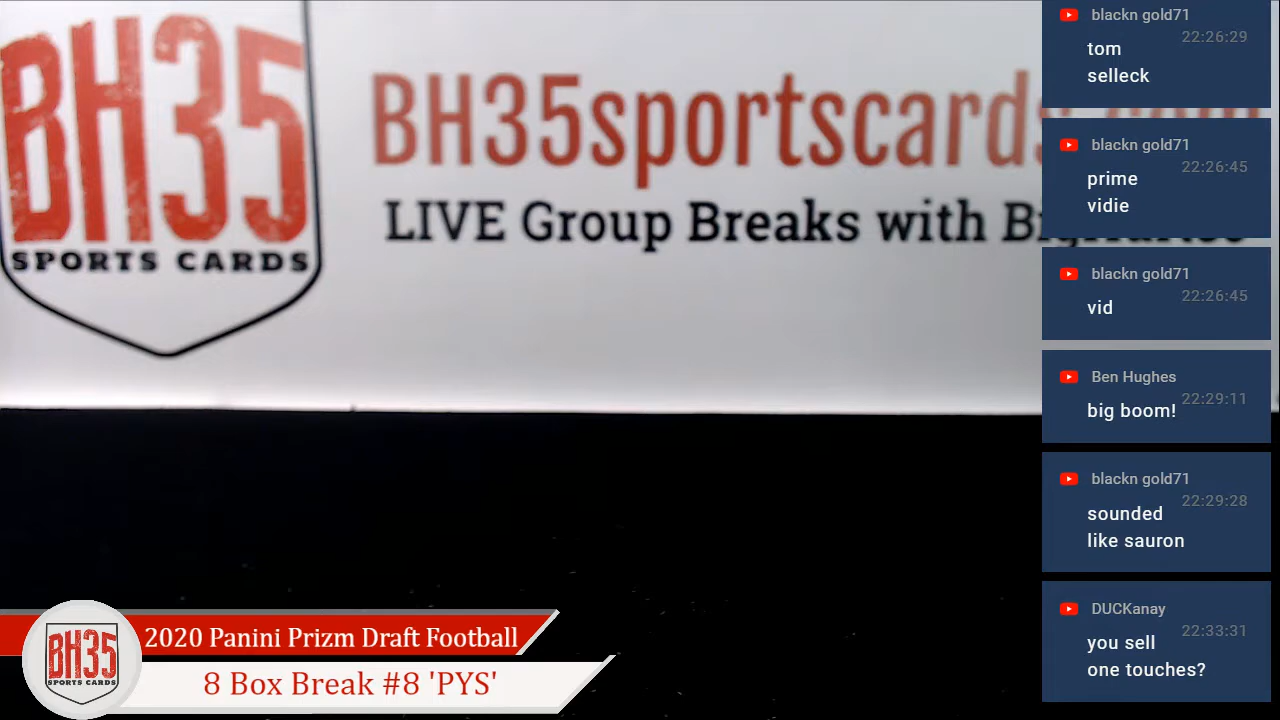 BH35
SPORTS CARDS
BH35sportscards
LIVE Group Breaks with
blackn gold71
22:26:29
tom
selleck
blackn gold71
22:26:45
prime
vidie
blackn gold71
22:26:45
vid
Ben Hughes
22:29:11
big boom!
blackn gold71
22:29:28
sounded
like sauron
DUCKanay
22:33:31
you sell
one touches?
BH35
SPORTS CARDS
2020 Panini Prizm Draft Football
8 Box Break #8 'PYS'